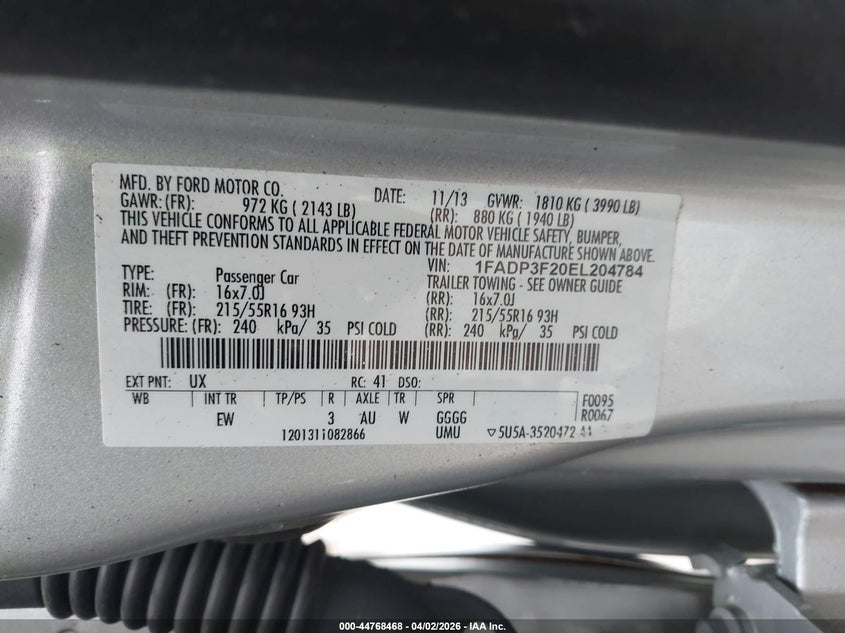 MFD. BY FORD MOTOR CO. DATE: 11/13 GVWR: 1810 KG ( 3990 LB)
GAWR: (FR): 972 KG ( 2143 LB) (RR): 880 KG ( 1940 LB)
THIS VEHICLE CONFORMS TO ALL APPLICABLE FEDERAL MOTOR VEHICLE SAFETY, BUMPER,
AND THEFT PREVENTION STANDARDS IN EFFECT ON THE DATE OF MANUFACTURE SHOWN ABOVE.
VIN: 1FADP3F20EL204784
TYPE: Passenger Car TRAILER TOWING - SEE OWNER GUIDE
RIM: (FR): 16x7.0J (RR): 16x7.0J
TIRE: (FR): 215/55R16 93H (RR): 215/55R16 93H
PRESSURE: (FR): 240 kPa/ 35 PSI COLD (RR): 240 kPg/ 35 PSI COLD
EXT PNT: UX RC: 41 DSO:
WB INT TR TP/PS R AXLE TR SPR F0095
EW 3 AU W GGGG R0067
UMU
1201311082866 ▽5U5A-3520472
000-44768468 - 04/02/2026 - IAA, Inc.